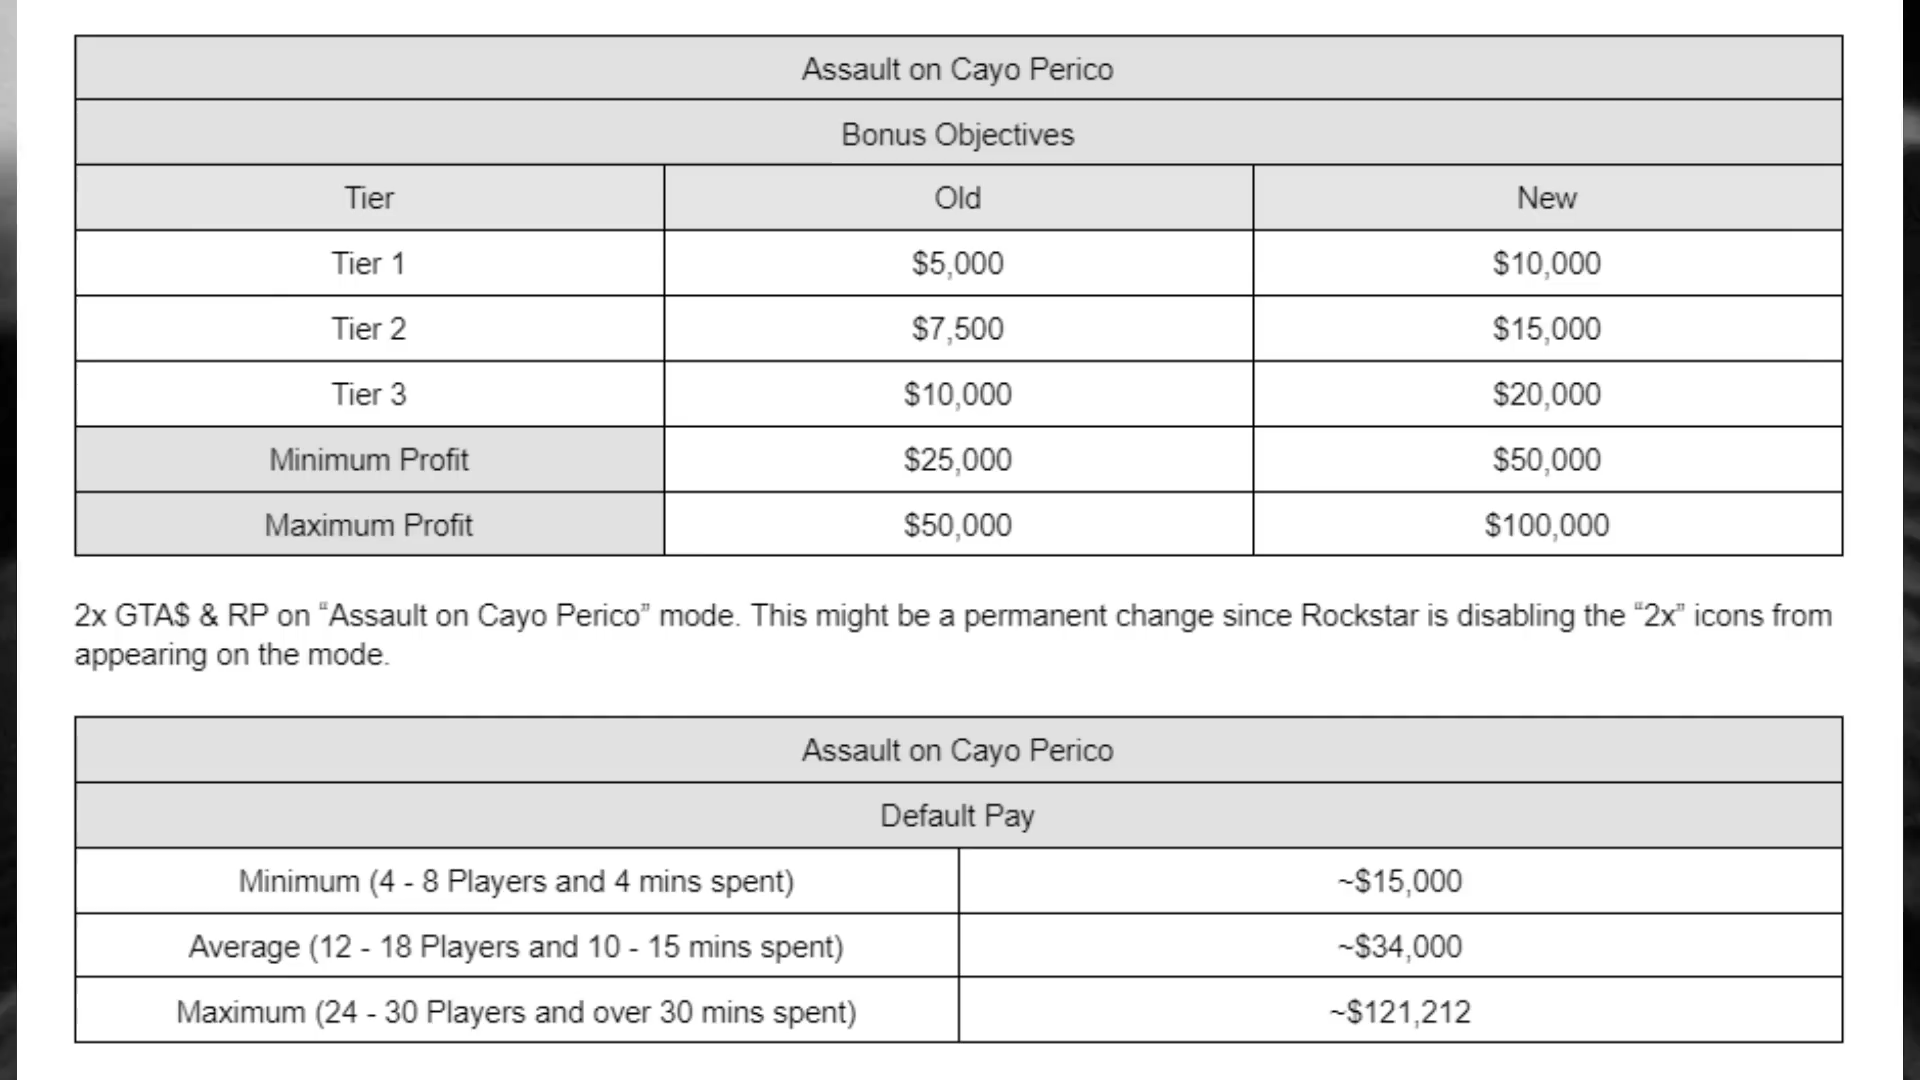 Assault on Cayo Perico
Bonus Objectives
Tier Old New
Tier 1 $5,000 $10,000
Tier 2 $7,500 $15,000
Tier 3 $10,000 $20,000
Minimum Profit $25,000 $50,000
Maximum Profit $50,000 $100,000
2x GTA$ & RP on “Assault on Cayo Perico” mode. This might be a permanent change since Rockstar is disabling the “2x” icons from
appearing on the mode.
Assault on Cayo Perico
Default Pay
Minimum (4 - 8 Players and 4 mins spent) ~$15,000
Average (12 - 18 Players and 10 - 15 mins spent) ~$34,000
Maximum (24 - 30 Players and over 30 mins spent) ~$121,212